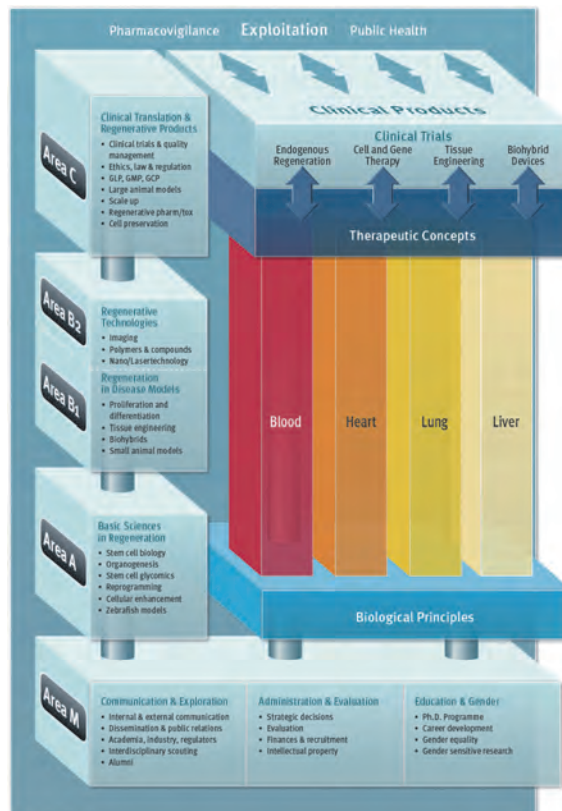 Pharmacovigilance Exploitation Public Health
Clinical Products
Clinical Trials
Endogenous
Regeneration
Cell and Gene
Therapy
Tissue
Engineering
Biohybrid
Devices
Therapeutic Concepts
Area C
Clinical Translation &
Regenerative Products
• Clinical trials & quality
management
• Ethics, law & regulation
• GLP, GMP, GCP
• Large animal models
• Scale up
• Regenerative pharm/tox
• Cell preservation
Area B2
Regenerative
Technologies
• Imaging
• Polymers & compounds
• Nano/Lasertechnology
Area B1
Regeneration
in Disease Models
• Proliferation and
differentiation
• Tissue engineering
• Biohybrids
• Small animal models
Blood
Heart
Lung
Liver
Area A
Basic Sciences
in Regeneration
• Stem cell biology
• Organogenesis
• Stem cell glycomics
• Reprogramming
• Cellular enhancement
• Zebrafish models
Biological Principles
Area M
Communication & Exploration
• Internal & external communication
• Dissemination & public relations
• Academia, industry, regulators
• Interdisciplinary scouting
• Alumni
Administration & Evaluation
• Strategic decisions
• Evaluation
• Finances & recruitment
• Intellectual property
Education & Gender
• Ph.D. Programme
• Career development
• Gender equality
• Gender sensitive research